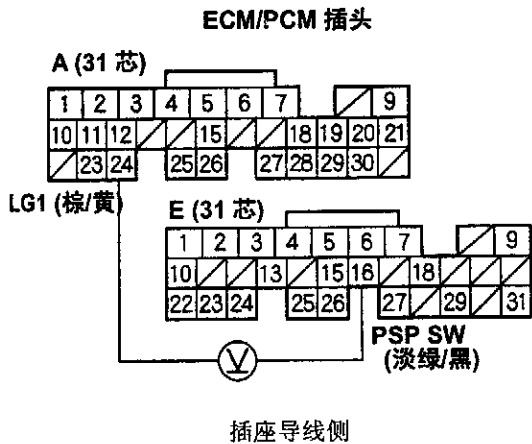 ECM/PCM 插头
A (31 芯)
1 2 3 4 5 6 7 9
10 11 12 15 18 19 20 21
23 24 25 26 27 28 29 30
LG1 (棕/黄)
E (31 芯)
1 2 3 4 5 6 7 9
10 13 15 16 18
22 23 24 25 26 27 29 31
PSP SW
(淡绿/黑)
V
插座导线侧